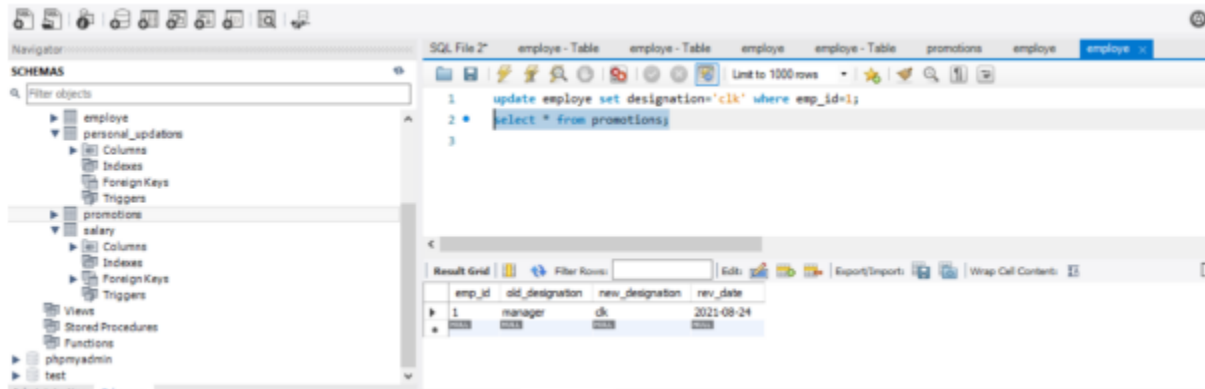 Navigator
SCHEMAS
Filter objects
employe
personal_updations
Columns
Indexes
Foreign Keys
Triggers
promotions
salary
Columns
Indexes
Foreign Keys
Triggers
Views
Stored Procedures
Functions
phpmyadmin
test
SQL File 2* employe - Table employe - Table employe employe - Table promotions employe employe
Limit to 1000 rows
1 update employe set designation='clk' where emp_id=1;
2 select * from promotions;
3
Result Grid Filter Rows: Edit: Export/Import: Wrap Cell Content:
emp_id old_designation new_designation rev_date
1 manager clk 2021-08-24
NULL NULL NULL NULL